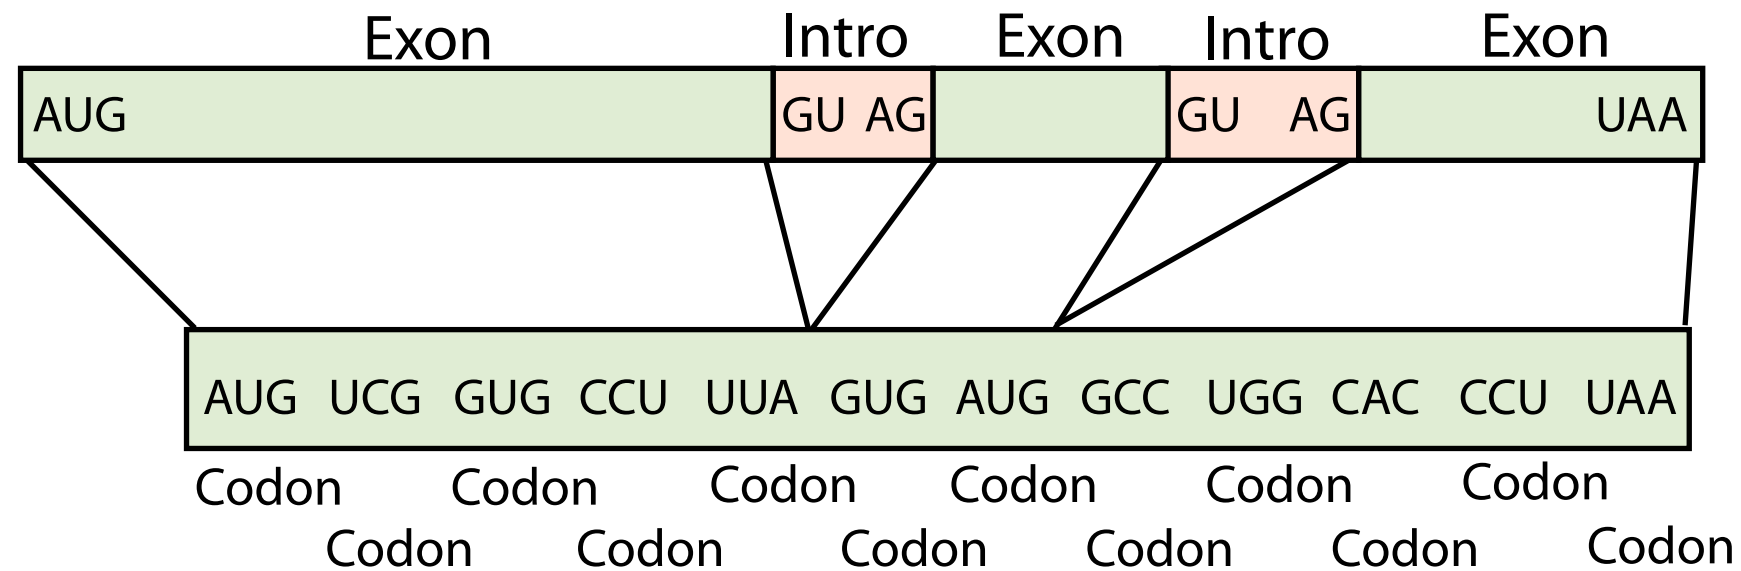 Exon Intro Exon Intro Exon
AUG GU AG GU AG UAA
AUG UCG GUG CCU UUA GUG AUG GCC UGG CAC CCU UAA
Codon Codon Codon Codon Codon Codon
Codon Codon Codon Codon Codon Codon